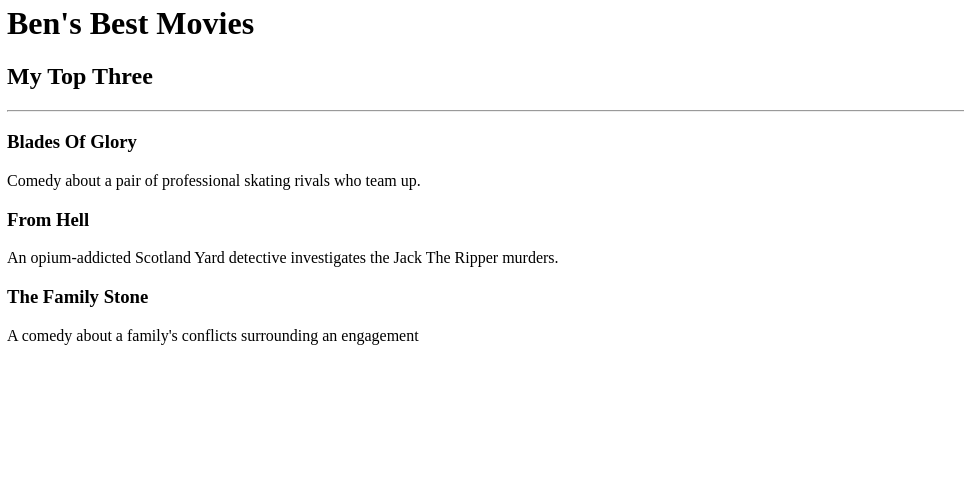 Ben's Best Movies
My Top Three
Blades Of Glory
Comedy about a pair of professional skating rivals who team up.
From Hell
An opium-addicted Scotland Yard detective investigates the Jack The Ripper murders.
The Family Stone
A comedy about a family's conflicts surrounding an engagement